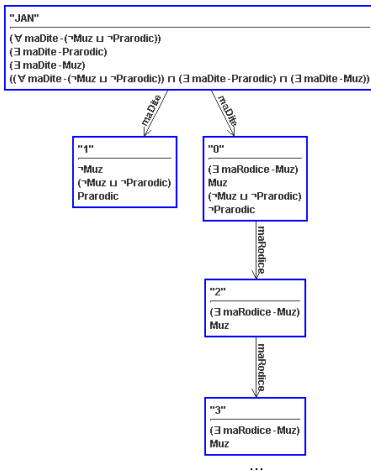 "JAN"
(∀ maDite-(¬Muz ⊔ ¬Prarodic))
(∃ maDite-Prarodic)
(∃ maDite-Muz)
((∀ maDite-(¬Muz ⊔ ¬Prarodic)) ⊓ (∃ maDite-Prarodic) ⊓ (∃ maDite-Muz))
maDite
maDite
"1"
¬Muz
(¬Muz ⊔ ¬Prarodic)
Prarodic
"0"
(∃ maRodice-Muz)
Muz
(¬Muz ⊔ ¬Prarodic)
¬Prarodic
maRodice
"2"
(∃ maRodice-Muz)
Muz
maRodice
"3"
(∃ maRodice-Muz)
Muz
...